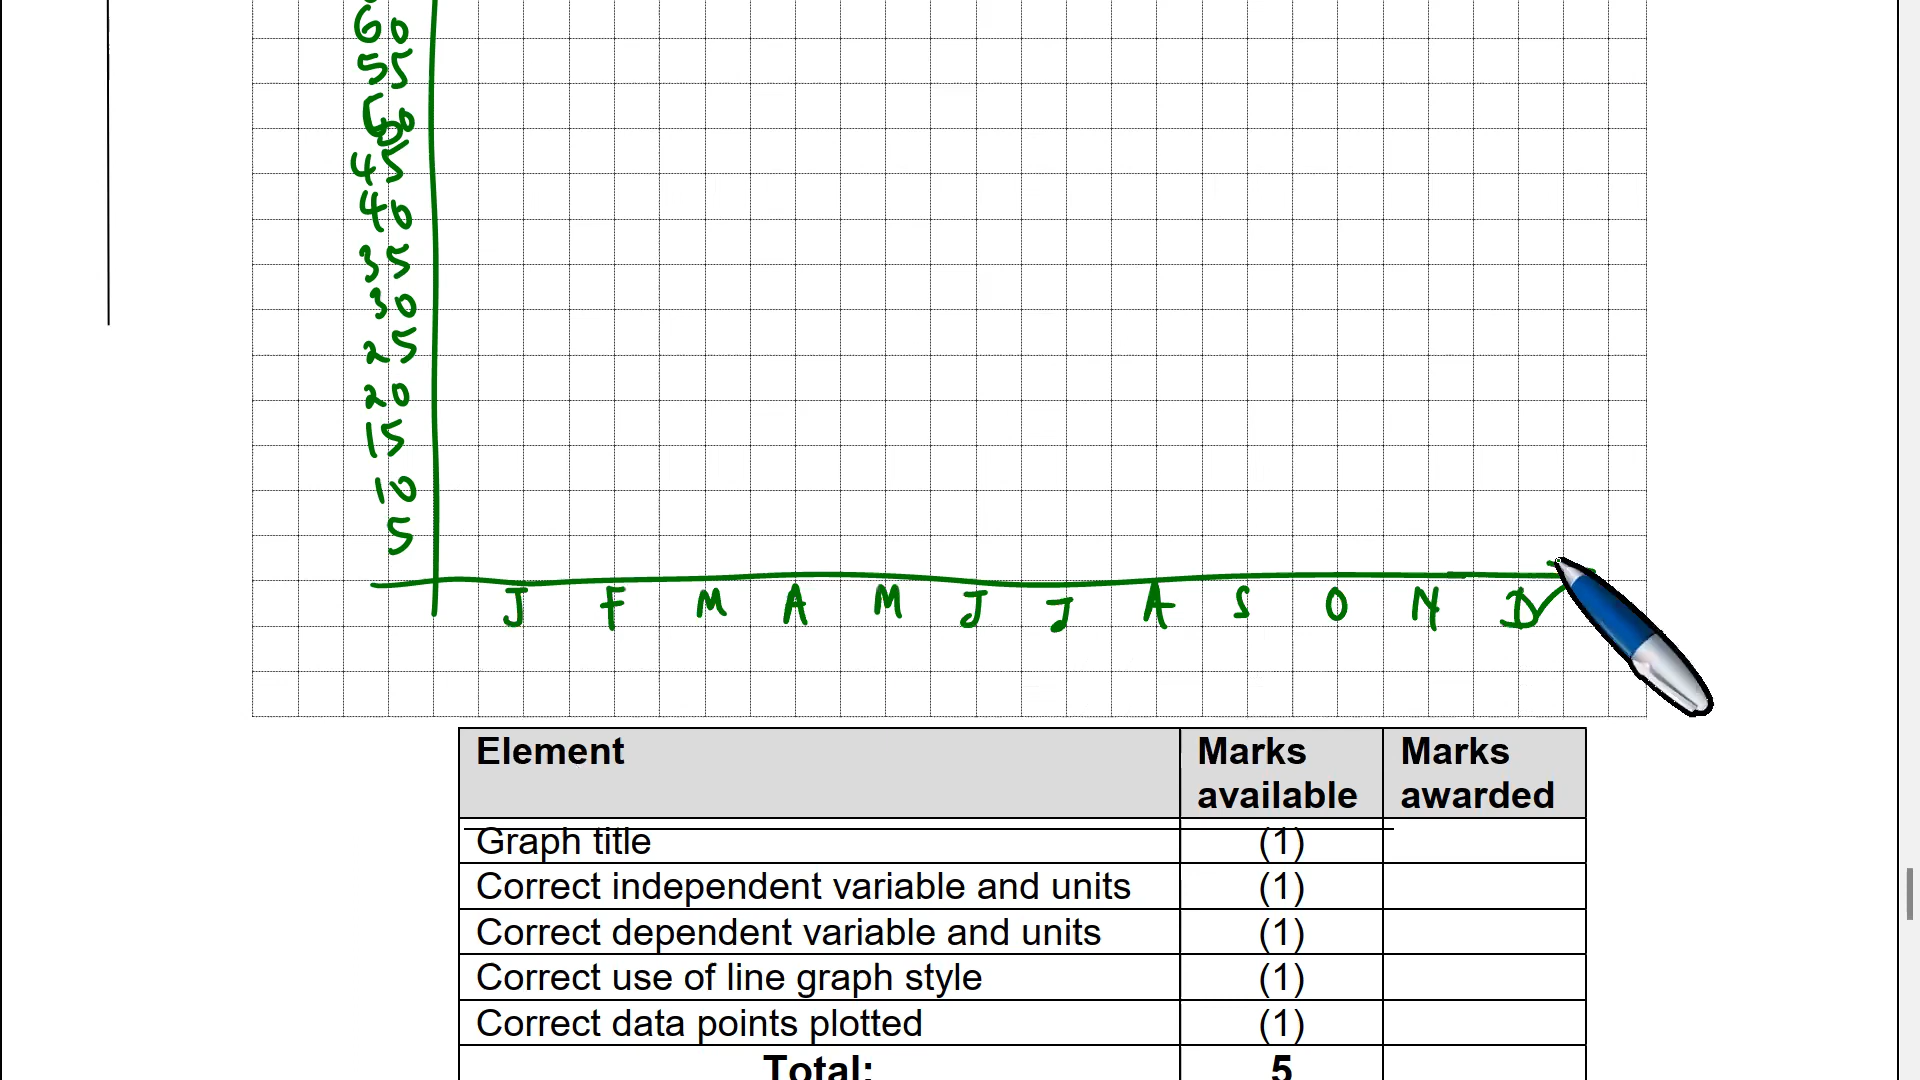 60
55
50
45
40
35
30
25
20
15
10
5
J F M A M J J A S O N D
Element Marks available Marks awarded
Graph title (1)
Correct independent variable and units (1)
Correct dependent variable and units (1)
Correct use of line graph style (1)
Correct data points plotted (1)
Total: 5